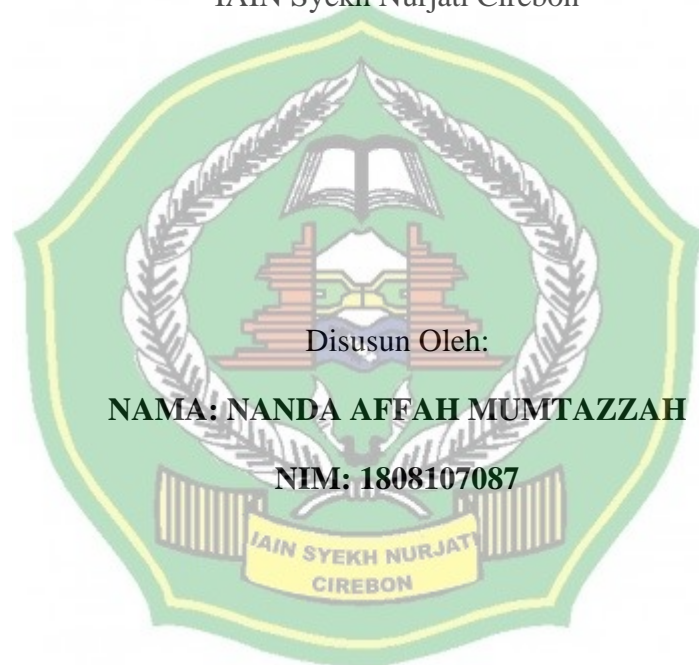 IAIN Syekh Nurjati Cirebon
Disusun Oleh:
NAMA: NANDA AFFAH MUMTAZZAH
NIM: 1808107087
IAIN SYEKH NURJATI
CIREBON